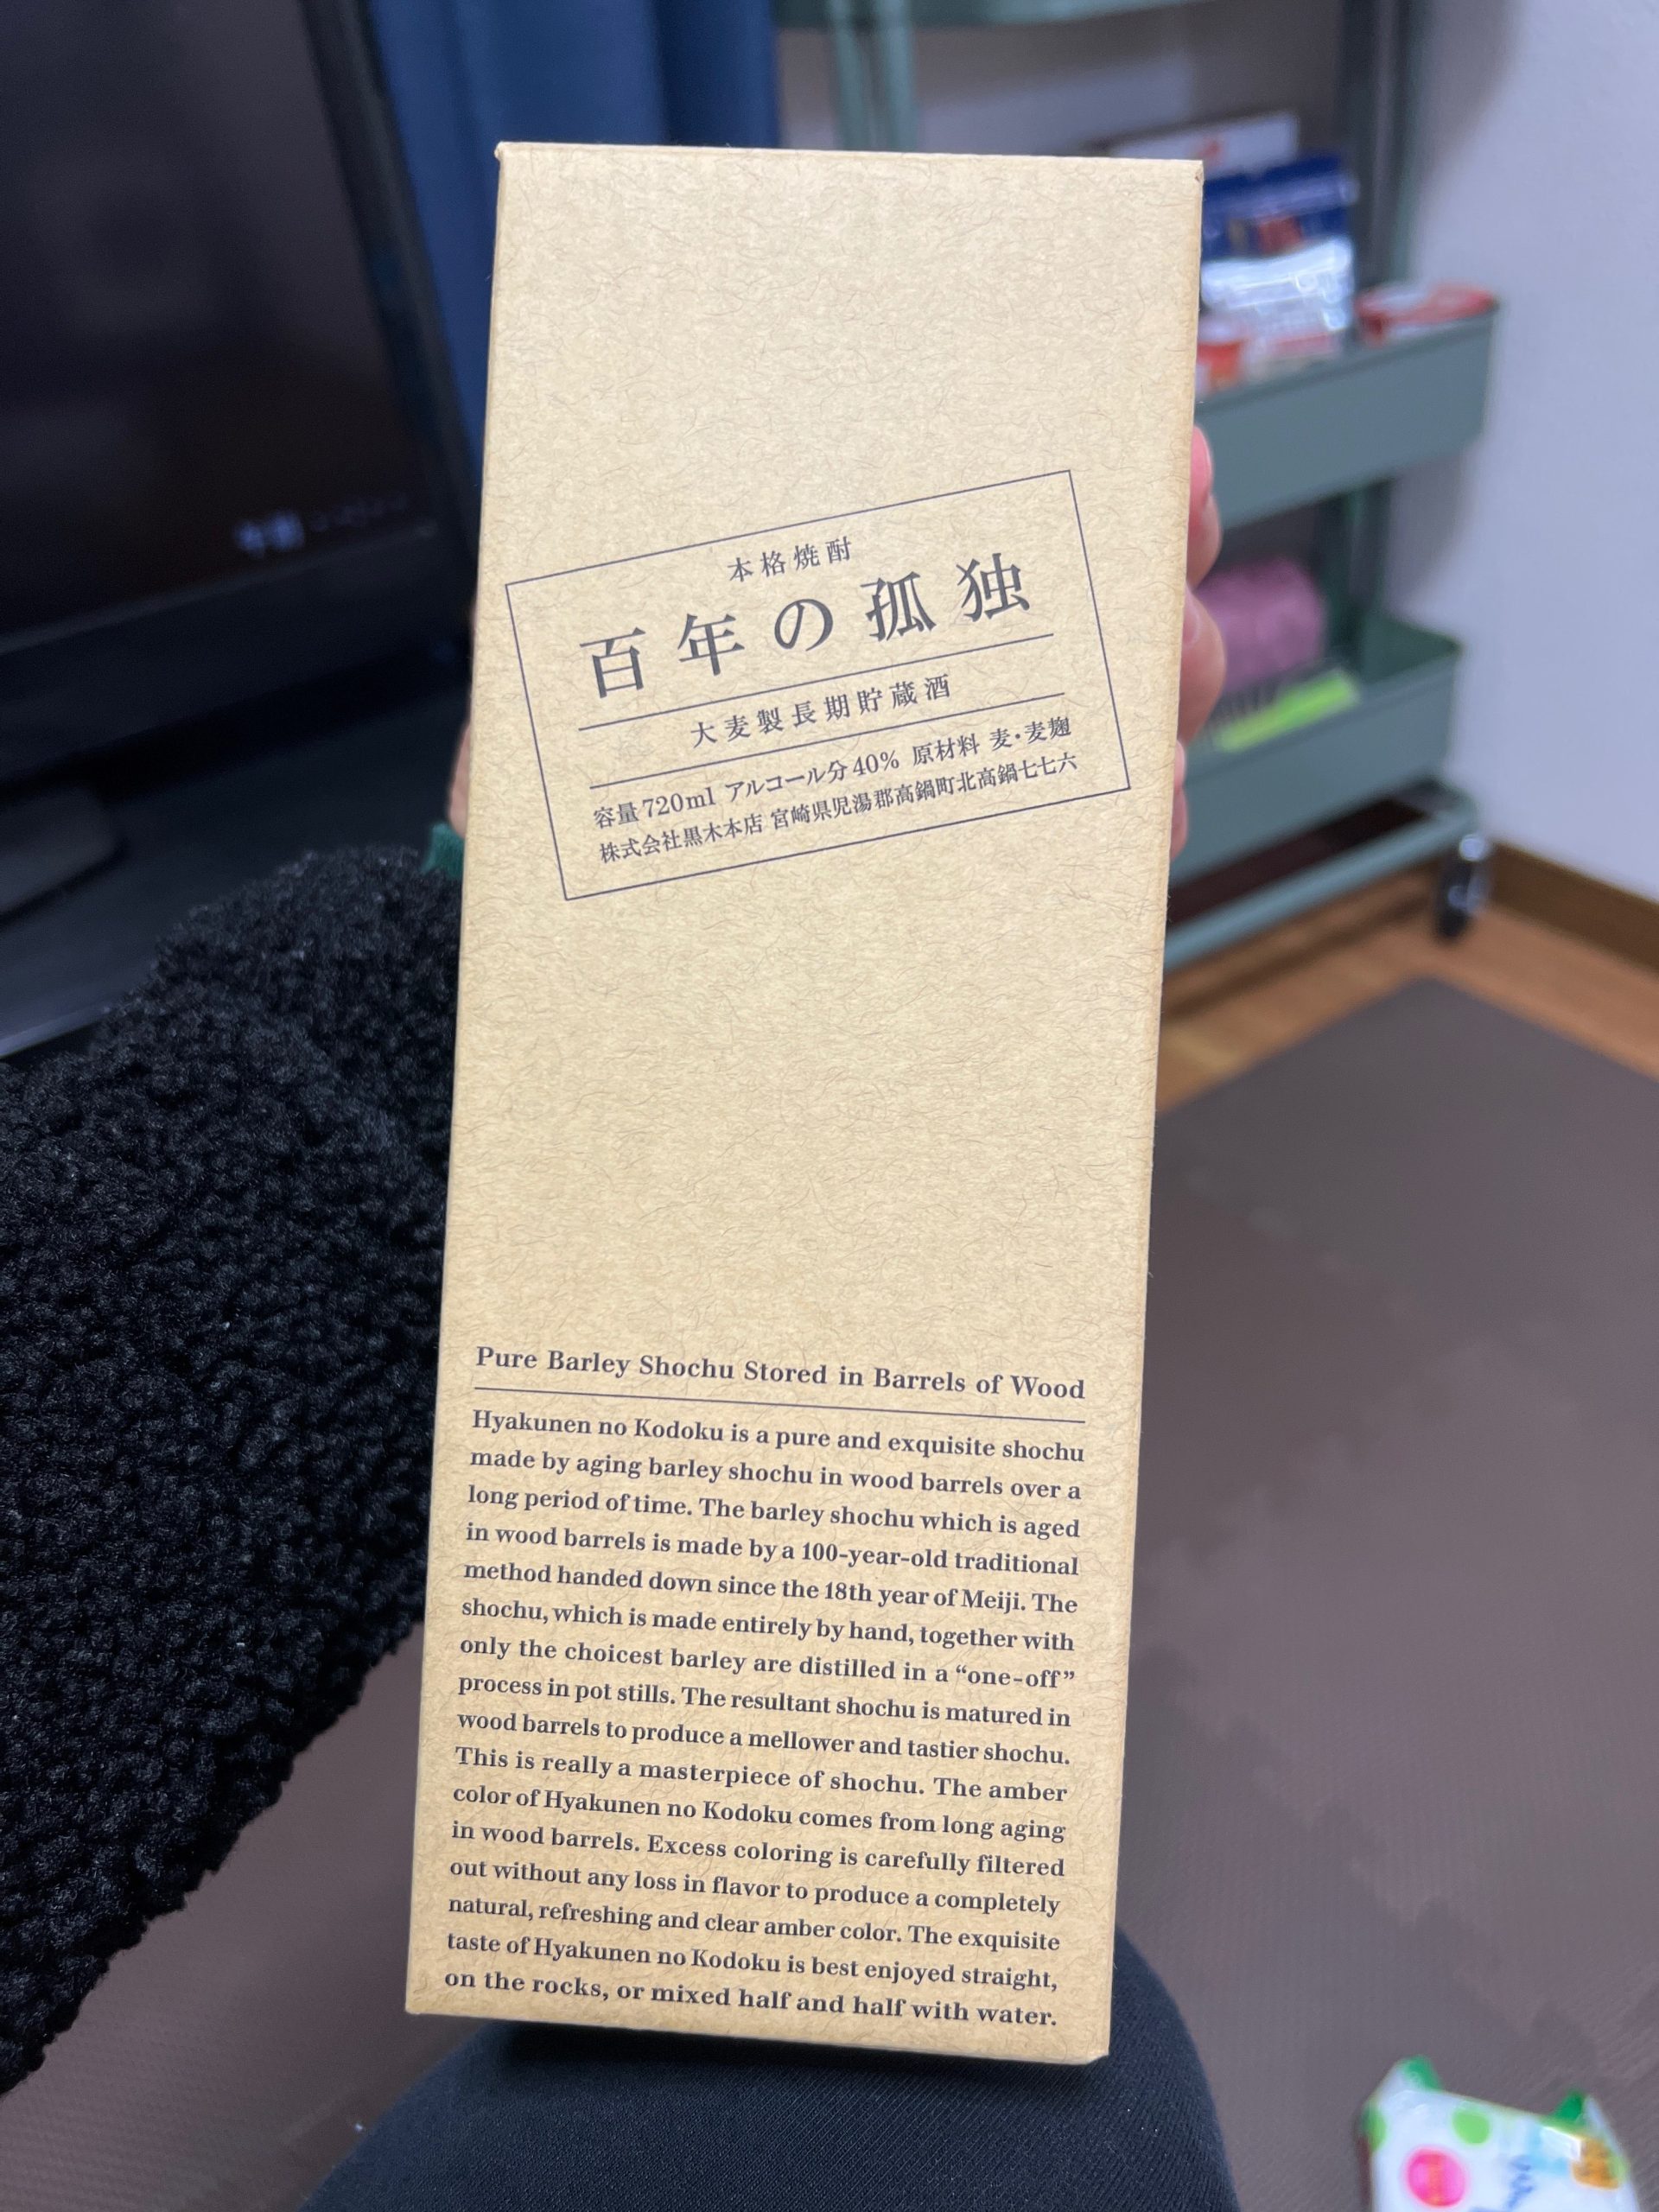 本格焼酎
百年の孤独
大麦製長期貯蔵酒
容量720ml アルコール分40% 原材料 麦・麦麹
株式会社黒木本店 宮崎県児湯郡高鍋町北高鍋七七六
Pure Barley Shochu Stored in Barrels of Wood
Hyakunen no Kodoku is a pure and exquisite shochu
made by aging barley shochu in wood barrels over a
long period of time. The barley shochu which is aged
in wood barrels is made by a 100-year-old traditional
method handed down since the 18th year of Meiji. The
shochu, which is made entirely by hand, together with
only the choicest barley are distilled in a “one-off”
process in pot stills. The resultant shochu is matured in
wood barrels to produce a mellower and tastier shochu.
This is really a masterpiece of shochu. The amber
color of Hyakunen no Kodoku comes from long aging
in wood barrels. Excess coloring is carefully filtered
out without any loss in flavor to produce a completely
natural, refreshing and clear amber color. The exquisite
taste of Hyakunen no Kodoku is best enjoyed straight,
on the rocks, or mixed half and half with water.